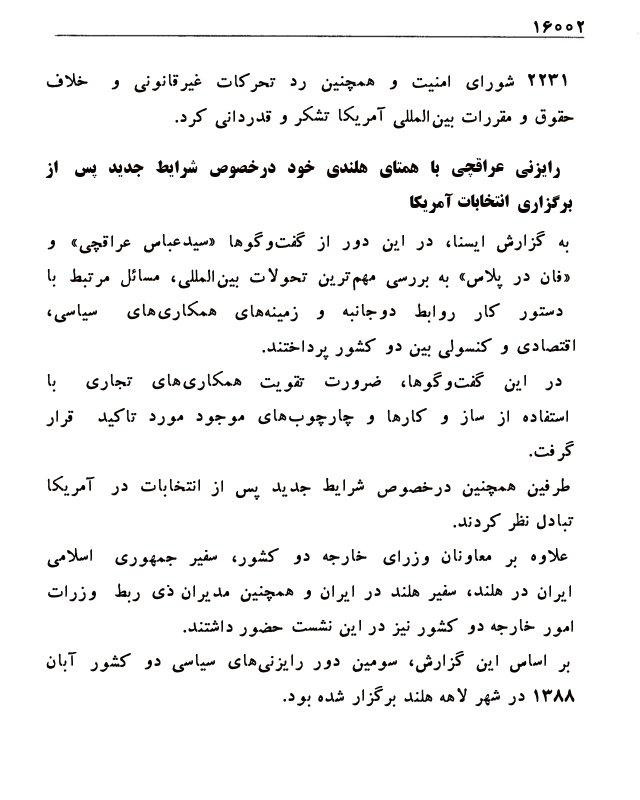 ۱۶۰۰۲
۲۲۳۱ شورای امنیت و همچنین رد تحرکات غیرقانونی و خلاف
حقوق و مقررات بین‌المللی آمریکا تشکر و قدردانی کرد.
رایزنی عراقچی با همتای هلندی خود درخصوص شرایط جدید پس از
برگزاری انتخابات آمریکا
به گزارش ایسنا، در این دور از گفت‌وگوها «سیدعباس عراقچی» و
«فان در پلاس» به بررسی مهم‌ترین تحولات بین‌المللی، مسائل مرتبط با
دستور کار روابط دوجانبه و زمینه‌های همکاری‌های سیاسی،
اقتصادی و کنسولی بین دو کشور پرداختند.
در این گفت‌وگوها، ضرورت تقویت همکاری‌های تجاری با
استفاده از ساز و کارها و چارچوب‌های موجود مورد تاکید قرار
گرفت.
طرفین همچنین درخصوص شرایط جدید پس از انتخابات در آمریکا
تبادل نظر کردند.
علاوه بر معاونان وزرای خارجه دو کشور، سفیر جمهوری اسلامی
ایران در هلند، سفیر هلند در ایران و همچنین مدیران ذی ربط وزرات
امور خارجه دو کشور نیز در این نشست حضور داشتند.
بر اساس این گزارش، سومین دور رایزنی‌های سیاسی دو کشور آبان
۱۳۸۸ در شهر لاهه هلند برگزار شده بود.